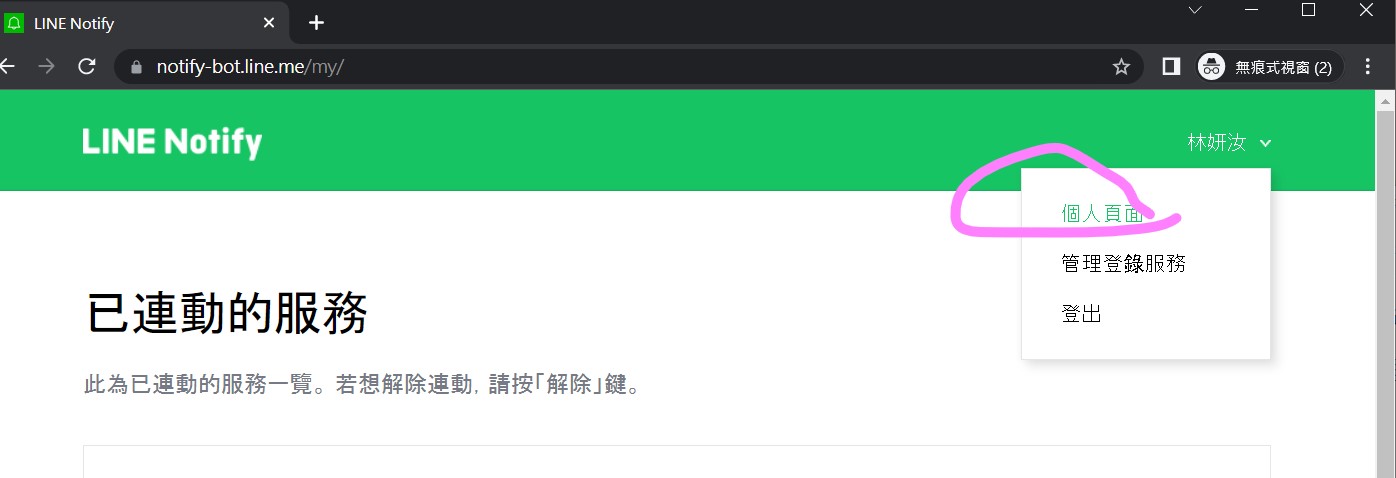 LINE Notify
notify-bot.line.me/my/
無痕式視窗 (2)
LINE Notify
林妍汝
個人頁面
管理登錄服務
登出
已連動的服務
此為已連動的服務一覽。若想解除連動, 請按「解除」鍵。